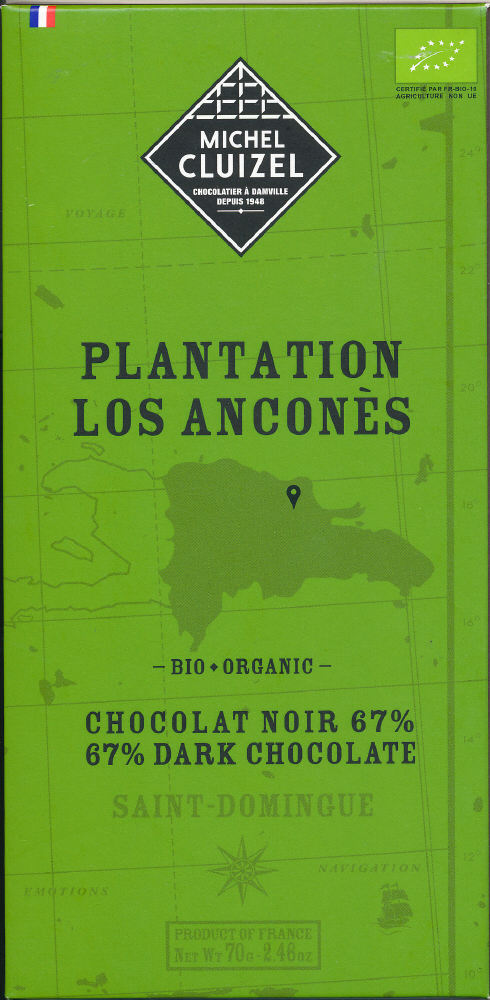 CERTIFIÉ PAR FR-BIO-10
AGRICULTURE NON UE
MICHEL
CLUIZEL
CHOCOLATIER À DAMVILLE
DEPUIS 1948
24°
VOYAGE
22°
PLANTATION
LOS ANCONÈS
20°
18°
16°
– BIO ♦ ORGANIC –
CHOCOLAT NOIR 67%
67% DARK CHOCOLATE
14°
SAINT-DOMINGUE
12°
NAVIGATION
EMOTIONS
PRODUCT OF FRANCE
NET WT 70G - 2.46OZ
10°